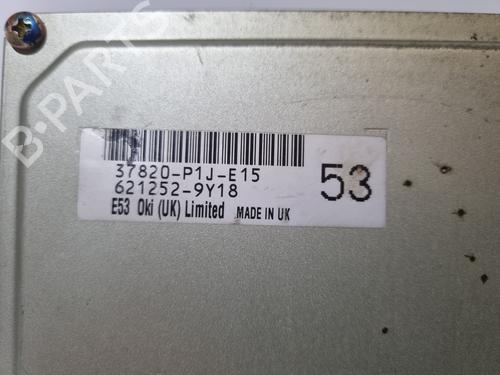 B-PARTS
37820-P1J-E15
53
621252-9Y18
E53 Oki (UK) Limited MADE IN UK